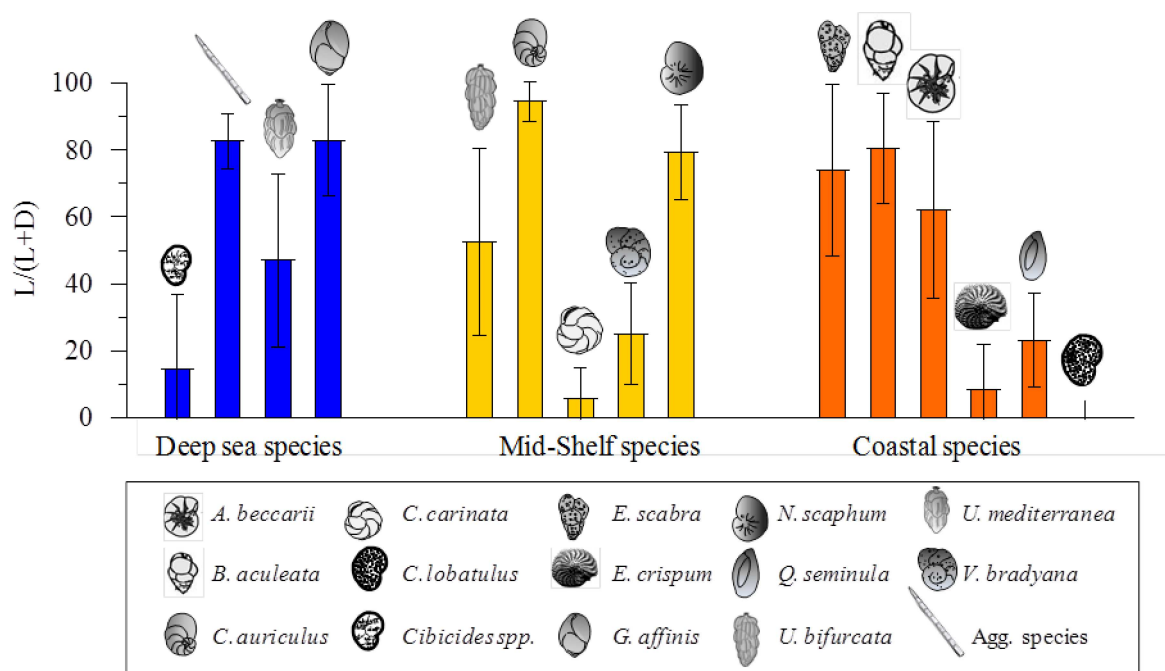 100
80
60
40
20
0
L/(L+D)
Deep sea species Mid-Shelf species Coastal species
A. beccarii C. carinata E. scabra N. scaphum U. mediterranea
B. aculeata C. lobatulus E. crispum Q. seminula V. bradyana
C. auriculus Cibicides spp. G. affinis U. bifurcata Agg. species